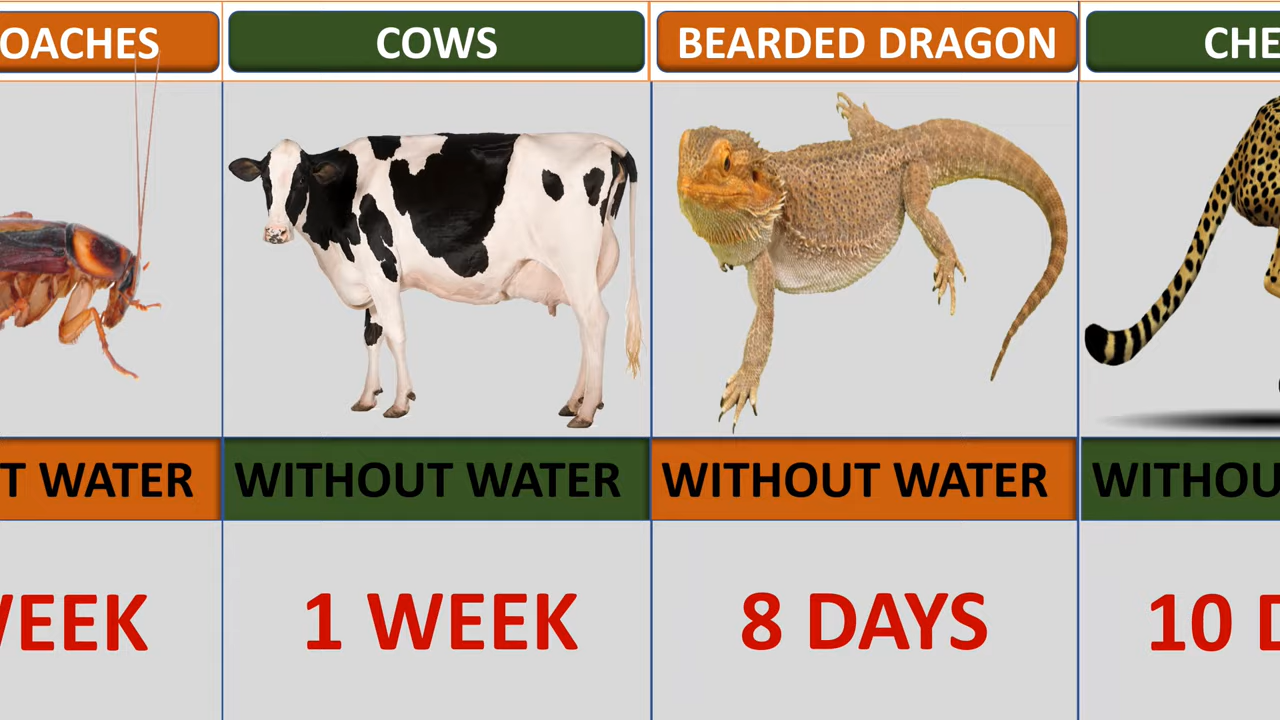 OACHES
COWS
BEARDED DRAGON
CHE
T WATER
WITHOUT WATER
WITHOUT WATER
WITHOU
WEEK
1 WEEK
8 DAYS
10 D